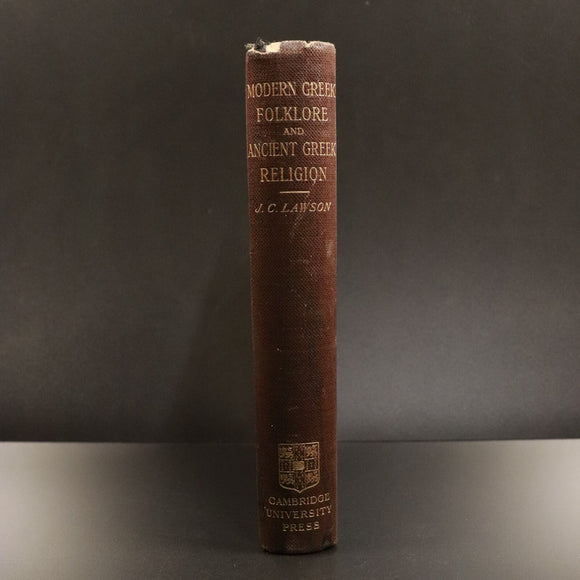 MODERN GREEK
FOLKLORE
AND
ANCIENT GREEK
RELIGION
J. C. LAWSON
CAMBRIDGE
UNIVERSITY
PRESS